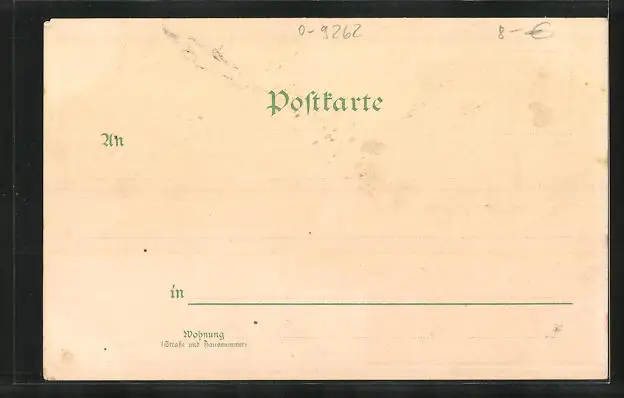 0-9262 8-€
Postkarte
An
in
Wohnung
(Straße und Hausnummer)